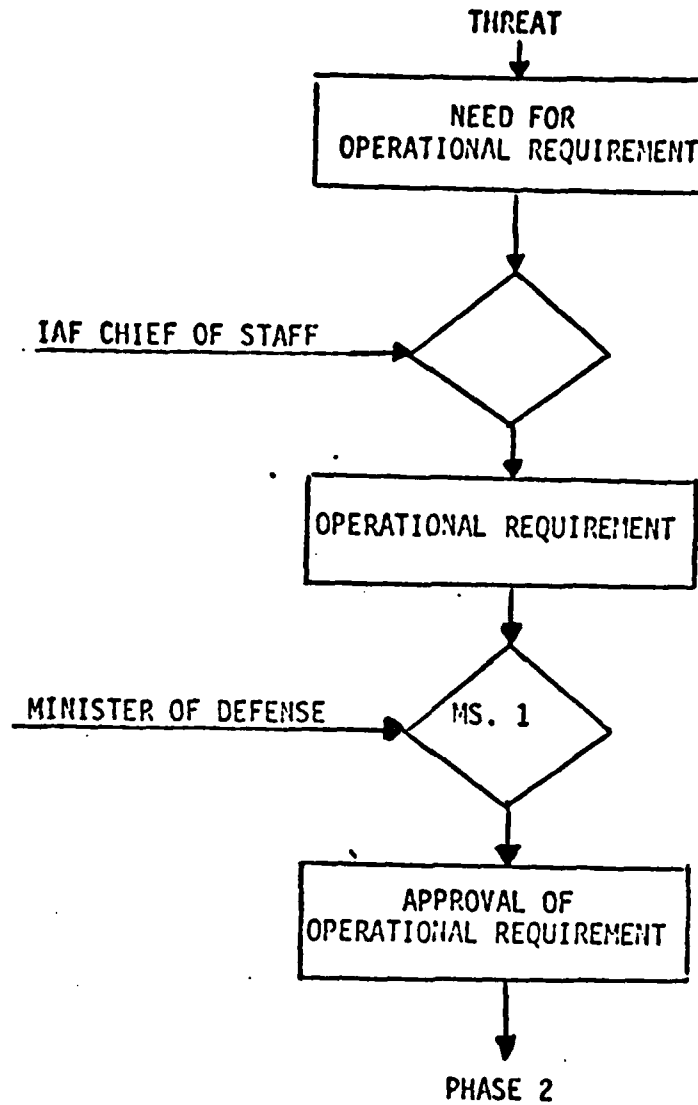 THREAT
NEED FOR
OPERATIONAL REQUIREMENT
IAF CHIEF OF STAFF
OPERATIONAL REQUIREMENT
MINISTER OF DEFENSE
MS. 1
APPROVAL OF
OPERATIONAL REQUIREMENT
PHASE 2